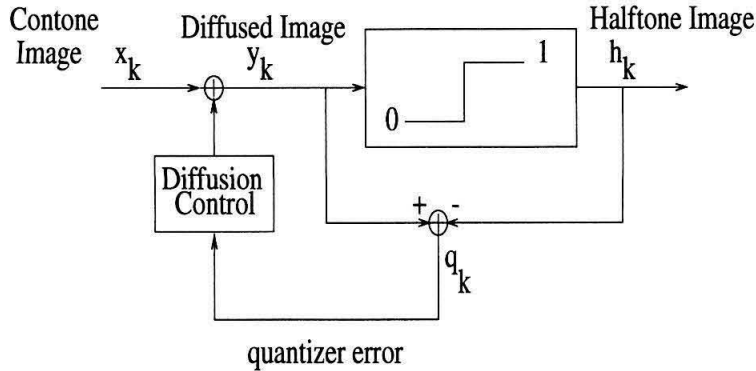 Contone
Image
x_k
Diffused Image
y_k
Halftone Image
h_k
1
0
Diffusion
Control
+
-
q_k
quantizer error